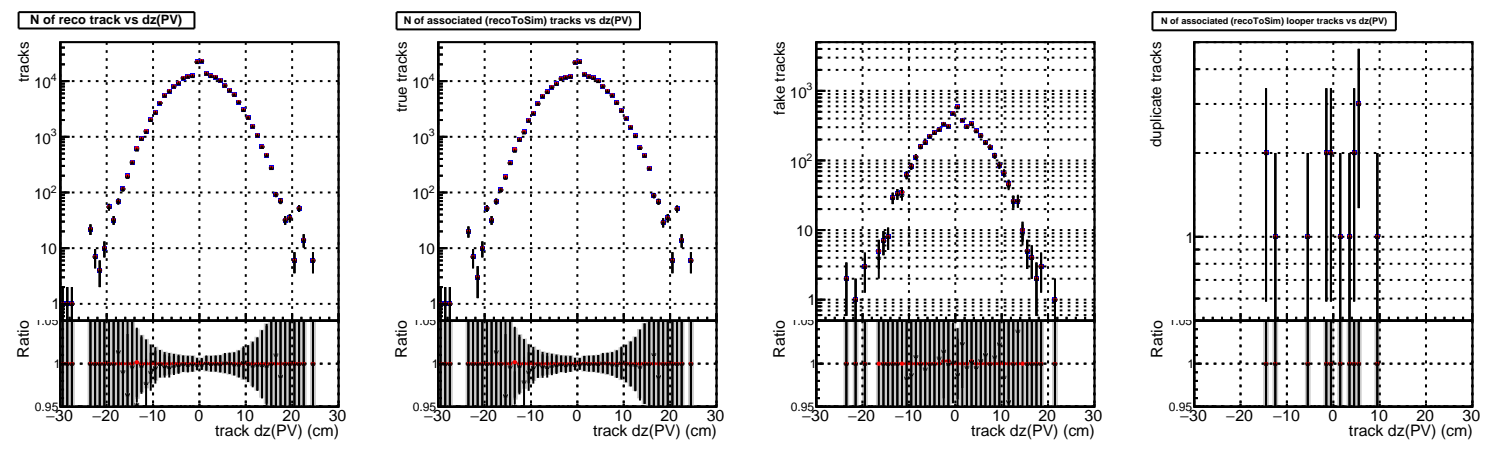 N of reco track vs dz(PV)
tracks
10^4
10^3
10^2
10
1
Ratio
1.05
1
0.95
−30 −20 −10 0 10 20 30
track dz(PV) (cm)
N of associated (recoToSim) tracks vs dz(PV)
true tracks
10^4
10^3
10^2
10
1
Ratio
1.05
1
0.95
−30 −20 −10 0 10 20 30
track dz(PV) (cm)
fake tracks
10^3
10^2
10
1
Ratio
1.05
1
0.95
−30 −20 −10 0 10 20 30
track dz(PV) (cm)
N of associated (recoToSim) looper tracks vs dz(PV)
duplicate tracks
1
Ratio
1.05
1
0.95
−30 −20 −10 0 10 20 30
track dz(PV) (cm)